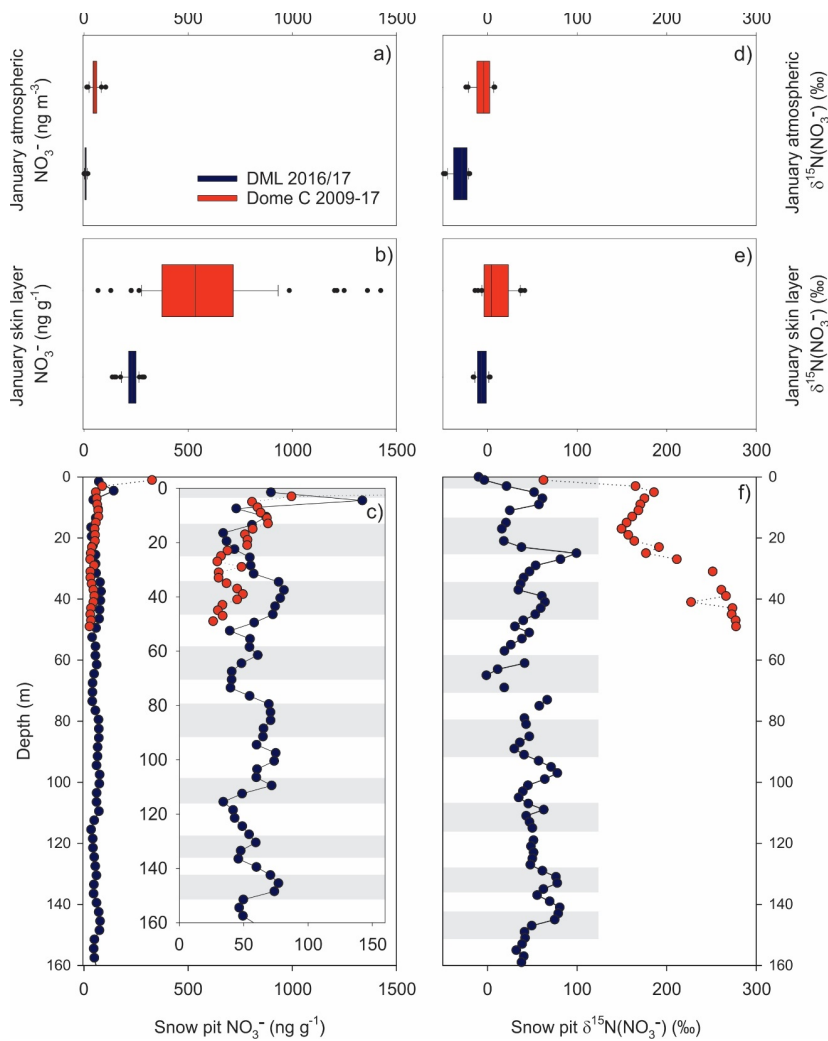 0 500 1000 1500
0 100 200 300
January atmospheric
NO₃⁻ (ng m⁻³)
a)
DML 2016/17
Dome C 2009-17
d)
January atmospheric
δ¹⁵N(NO₃⁻) (‰)
January skin layer
NO₃⁻ (ng g⁻¹)
b)
e)
January skin layer
δ¹⁵N(NO₃⁻) (‰)
0 500 1000 1500
Depth (m)
0
20
40
60
80
100
120
140
160
c)
0
20
40
60
80
100
120
140
160
0 50 100 150
f)
0
20
40
60
80
100
120
140
160
0 500 1000 1500
0 100 200 300
Snow pit NO₃⁻ (ng g⁻¹)
Snow pit δ¹⁵N(NO₃⁻) (‰)